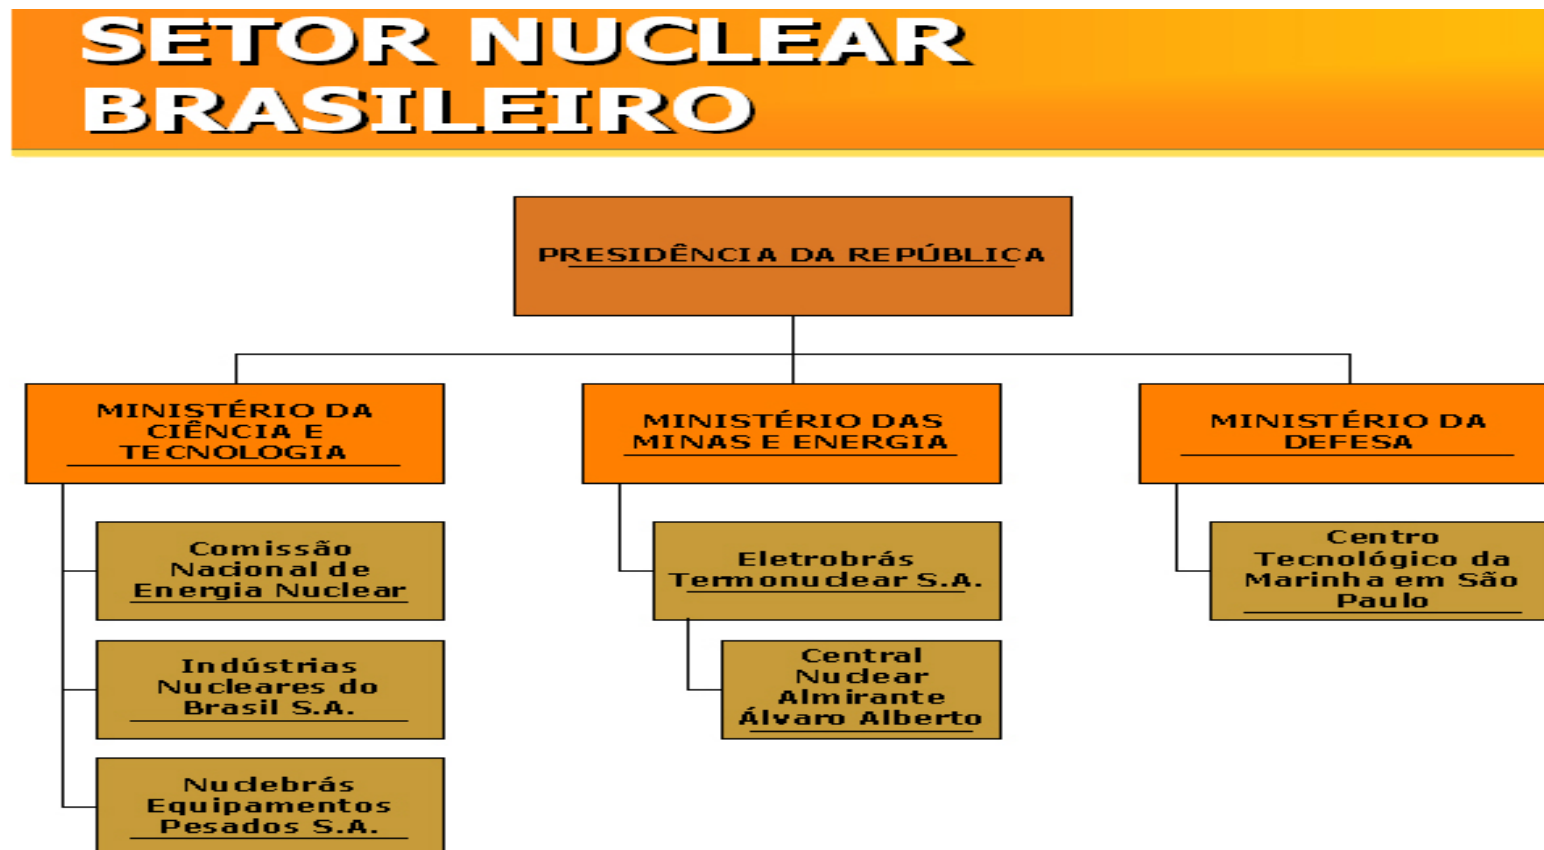 SETOR NUCLEAR
BRASILEIRO
PRESIDÊNCIA DA REPÚBLICA
MINISTÉRIO DA
CIÊNCIA E
TECNOLOGIA
MINISTÉRIO DAS
MINAS E ENERGIA
MINISTÉRIO DA
DEFESA
Comissão
Nacional de
Energia Nuclear
Indústrias
Nucleares do
Brasil S.A.
Nuclebrás
Equipamentos
Pesados S.A.
Eletrobrás
Termonuclear S.A.
Central
Nuclear
Almirante
Álvaro Alberto
Centro
Tecnológico da
Marinha em São
Paulo